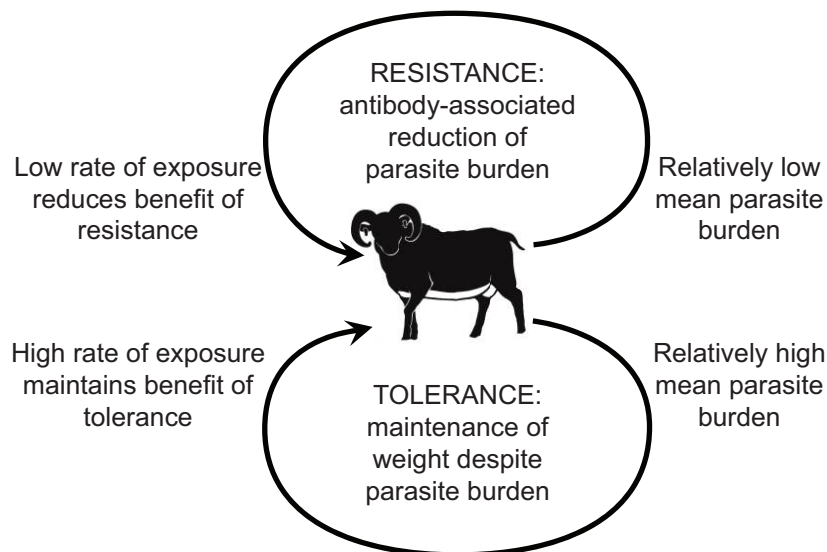 RESISTANCE:
antibody-associated
reduction of
parasite burden
Low rate of exposure
reduces benefit of
resistance
Relatively low
mean parasite
burden
High rate of exposure
maintains benefit of
tolerance
Relatively high
mean parasite
burden
TOLERANCE:
maintenance of
weight despite
parasite burden